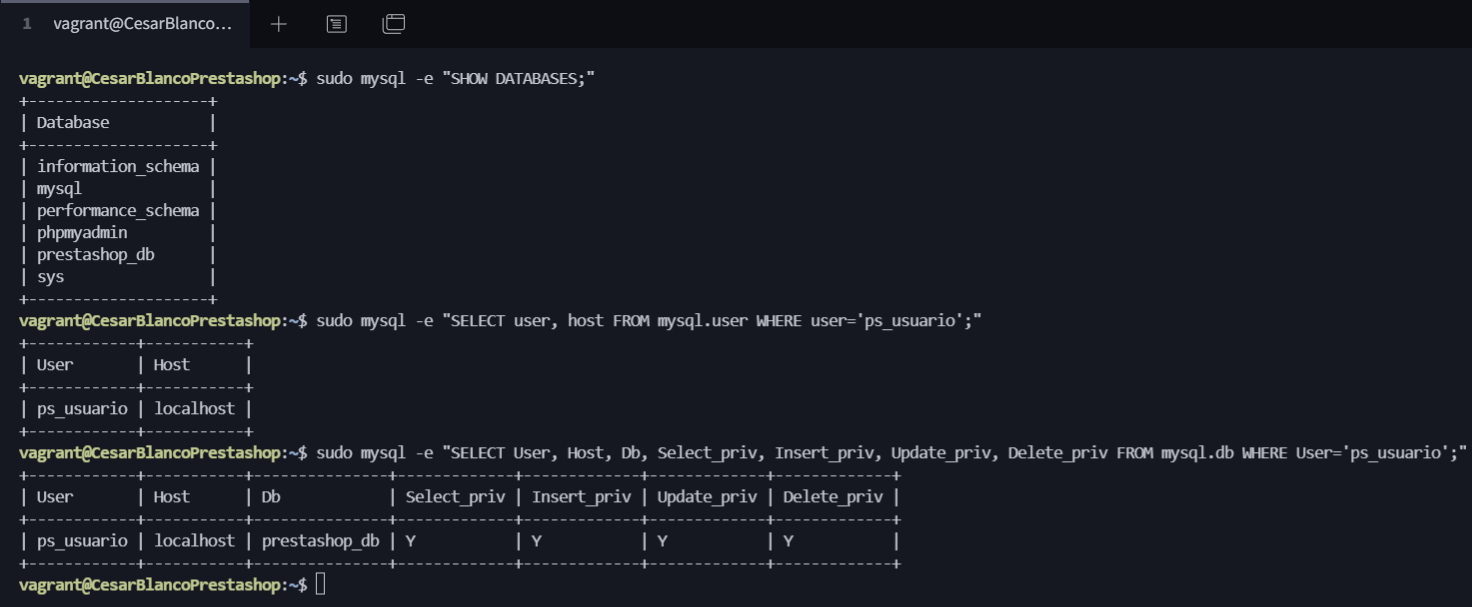 1 vagrant@CesarBlanco...
vagrant@CesarBlancoPrestashop:~$ sudo mysql -e "SHOW DATABASES;"
+--------------------+
| Database           |
+--------------------+
| information_schema |
| mysql              |
| performance_schema |
| phpmyadmin         |
| prestashop_db      |
| sys                |
+--------------------+
vagrant@CesarBlancoPrestashop:~$ sudo mysql -e "SELECT user, host FROM mysql.user WHERE user='ps_usuario';"
+------------+-----------+
| User       | Host      |
+------------+-----------+
| ps_usuario | localhost |
+------------+-----------+
vagrant@CesarBlancoPrestashop:~$ sudo mysql -e "SELECT User, Host, Db, Select_priv, Insert_priv, Update_priv, Delete_priv FROM mysql.db WHERE User='ps_usuario';"
+------------+-----------+---------------+-------------+-------------+-------------+-------------+
| User       | Host      | Db            | Select_priv | Insert_priv | Update_priv | Delete_priv |
+------------+-----------+---------------+-------------+-------------+-------------+-------------+
| ps_usuario | localhost | prestashop_db | Y           | Y           | Y           | Y           |
+------------+-----------+---------------+-------------+-------------+-------------+-------------+
vagrant@CesarBlancoPrestashop:~$